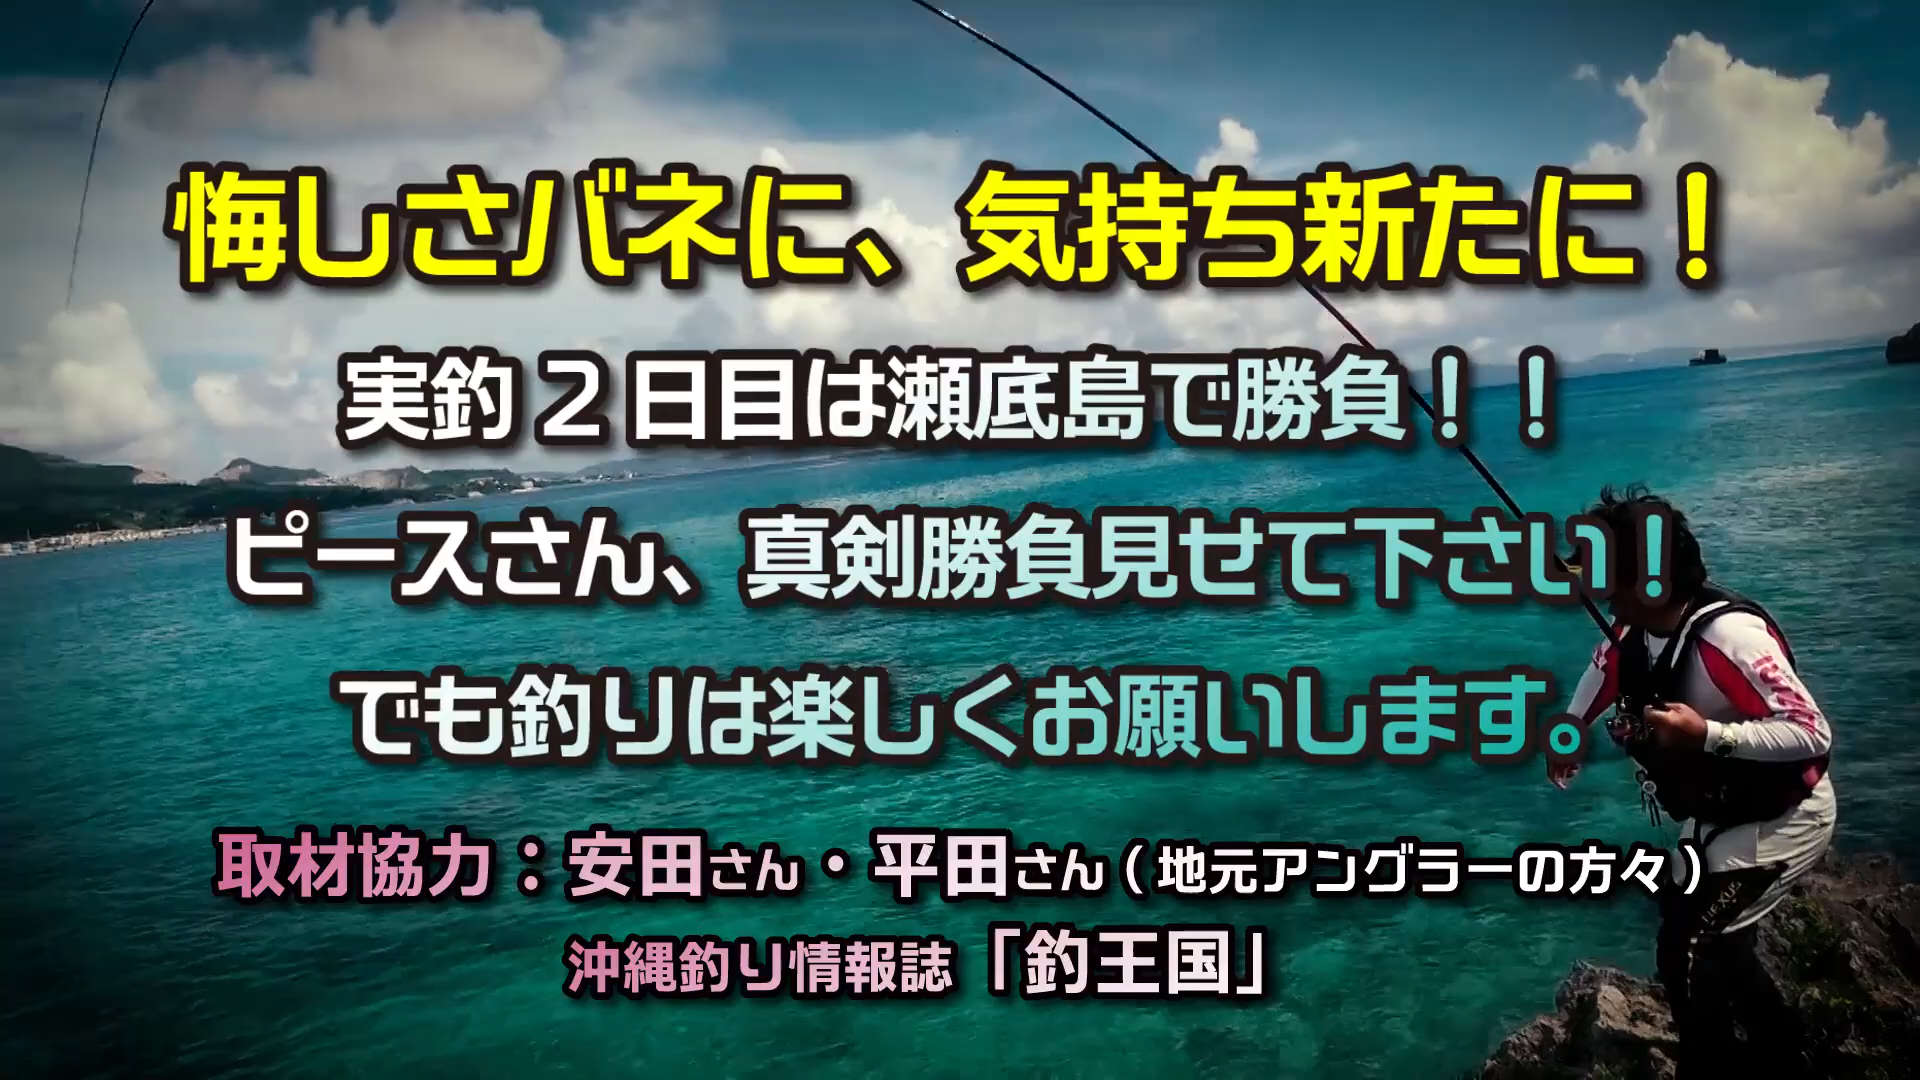 悔しさバネに、気持ち新たに！
実釣２日目は瀬底島で勝負！！
ピースさん、真剣勝負見せて下さい！
でも釣りは楽しくお願いします。
取材協力：安田さん・平田さん（地元アングラーの方々）
沖縄釣り情報誌「釣王国」
NEXUS